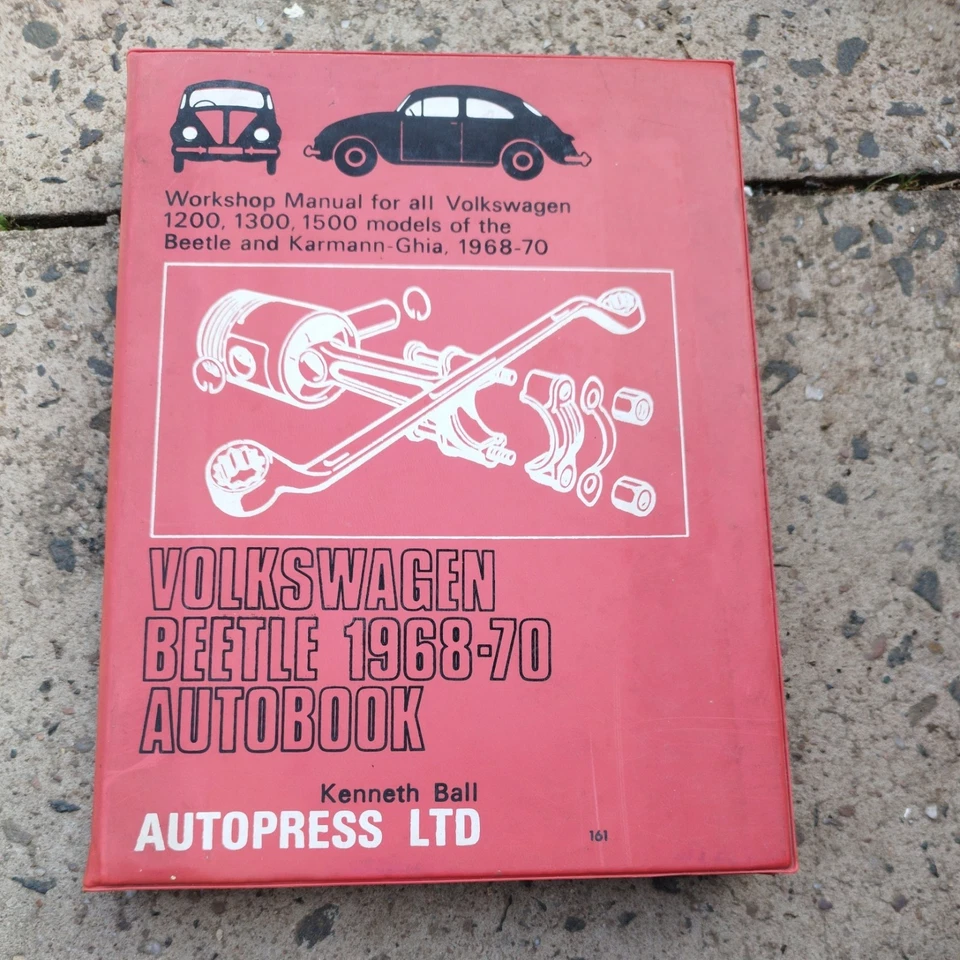 Workshop Manual for all Volkswagen
1200, 1300, 1500 models of the
Beetle and Karmann-Ghia, 1968-70
VOLKSWAGEN
BEETLE 1968-70
AUTOBOOK
Kenneth Ball
AUTOPRESS LTD
161